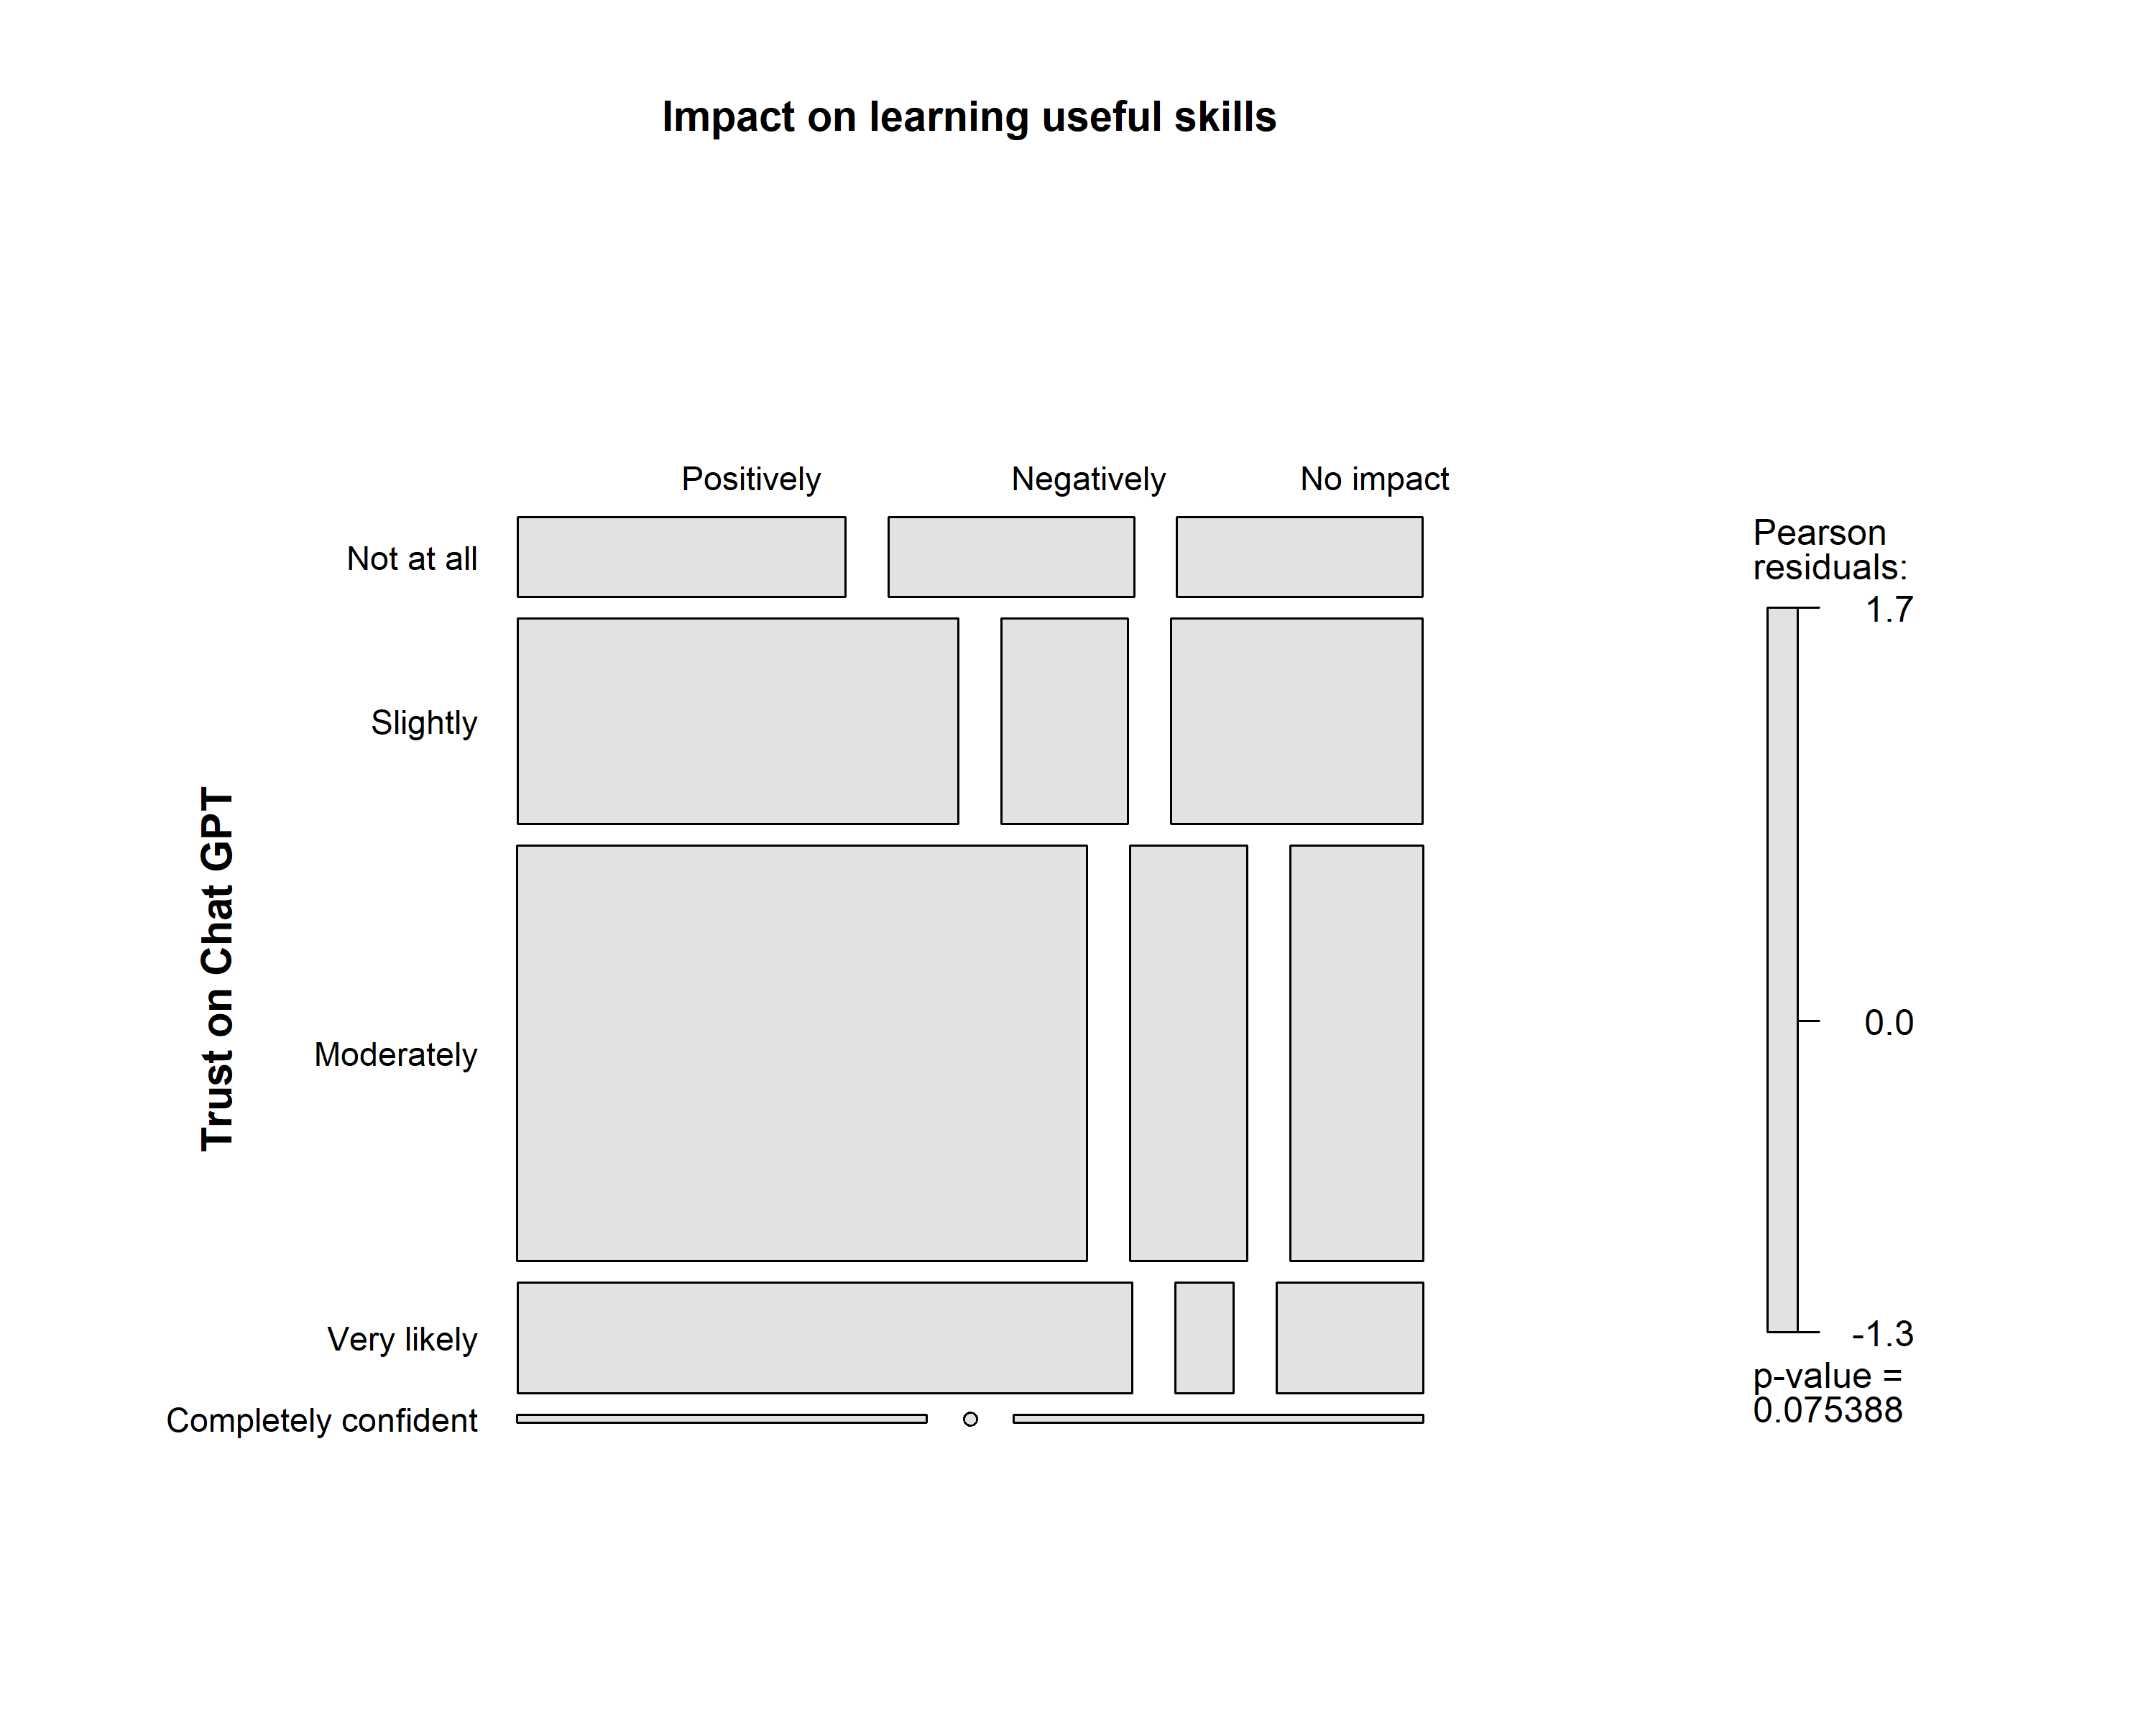 Impact on learning useful skills
Positively
Negatively
No impact
Trust on Chat GPT
Not at all
Slightly
Moderately
Very likely
Completely confident
Pearson
residuals:
1.7
0.0
-1.3
p-value =
0.075388